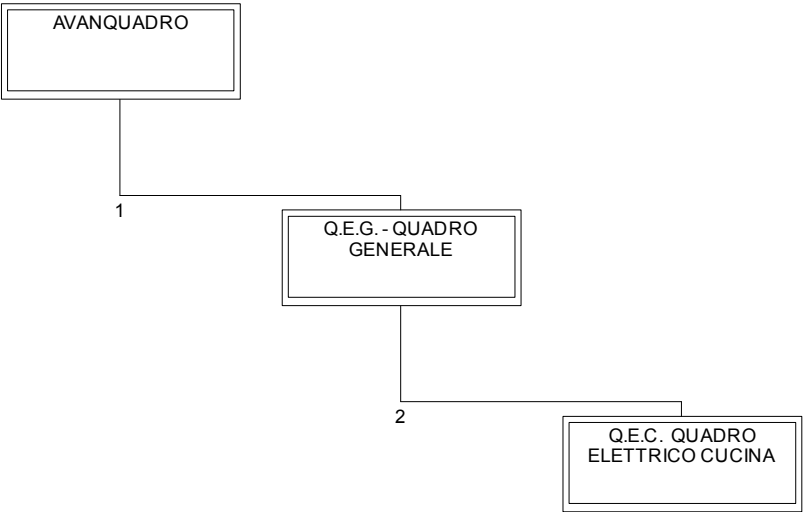 AVANQUADRO
1
Q.E.G. - QUADRO
GENERALE
2
Q.E.C. QUADRO
ELETTRICO CUCINA